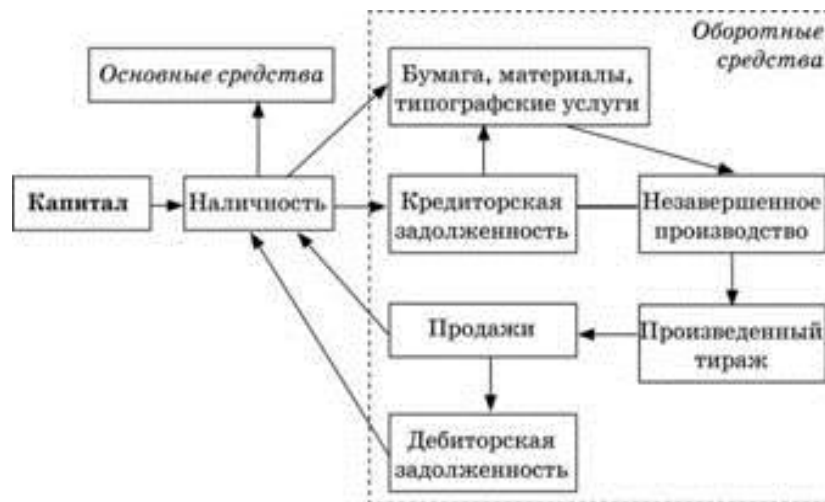 Оборотные
средства
Основные средства
Бумага, материалы,
типографские услуги
Капитал
Наличность
Кредиторская
задолженность
Незавершенное
производство
Продажи
Произведенный
тираж
Дебиторская
задолженность